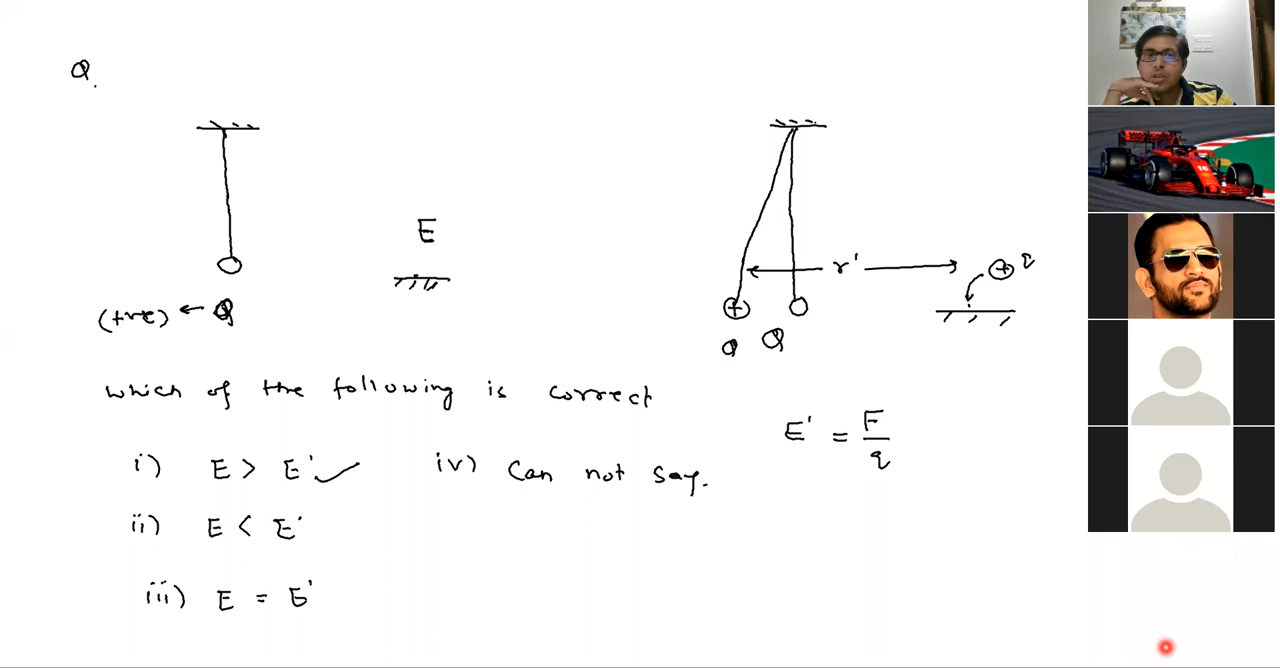 Q.
E
r'
+ q
(+ve) ← Q
+
Q Q
which of the following is correct
E' = F/q
i) E > E' ✓
iv) Can not say.
ii) E < E'
iii) E = E'